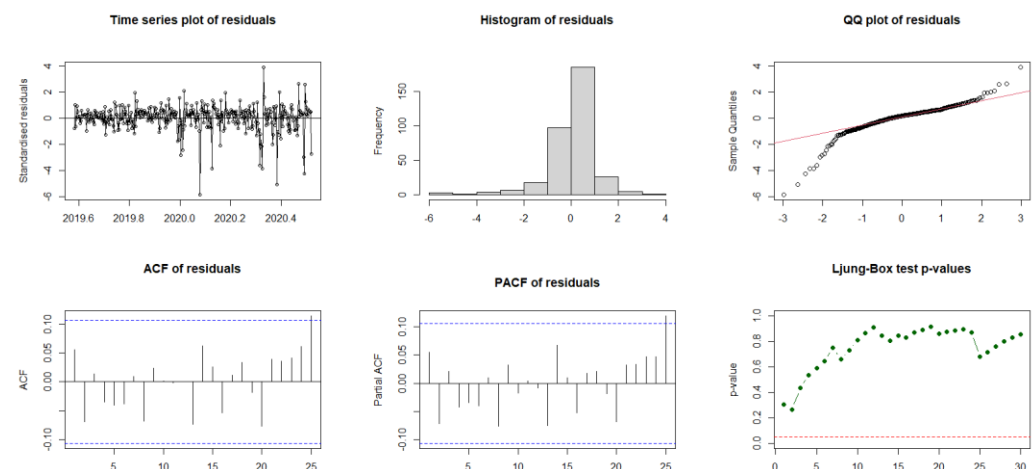 Time series plot of residuals
Standardised residuals
4
2
0
-2
-4
-6
2019.6 2019.8 2020.0 2020.2 2020.4
Histogram of residuals
Frequency
150
100
50
0
-6 -4 -2 0 2 4
QQ plot of residuals
Sample Quantiles
4
2
0
-2
-4
-6
-3 -2 -1 0 1 2 3
ACF of residuals
ACF
0.10
0.05
0.00
-0.10
5 10 15 20 25
PACF of residuals
Partial ACF
0.10
0.05
0.00
-0.10
5 10 15 20 25
Ljung-Box test p-values
p-value
1.0
0.8
0.6
0.4
0.2
0.0
0 5 10 15 20 25 30